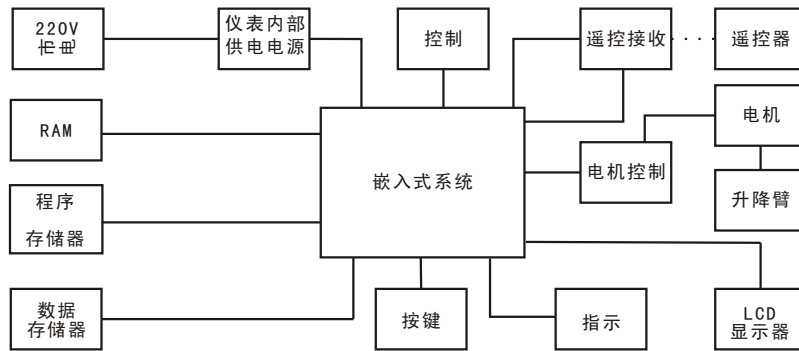 220V
市电
仪表内部
供电电源
控制
遥控接收
遥控器
RAM
电机
嵌入式系统
电机控制
程序
存储器
升降臂
数据
存储器
按键
指示
LCD
显示器